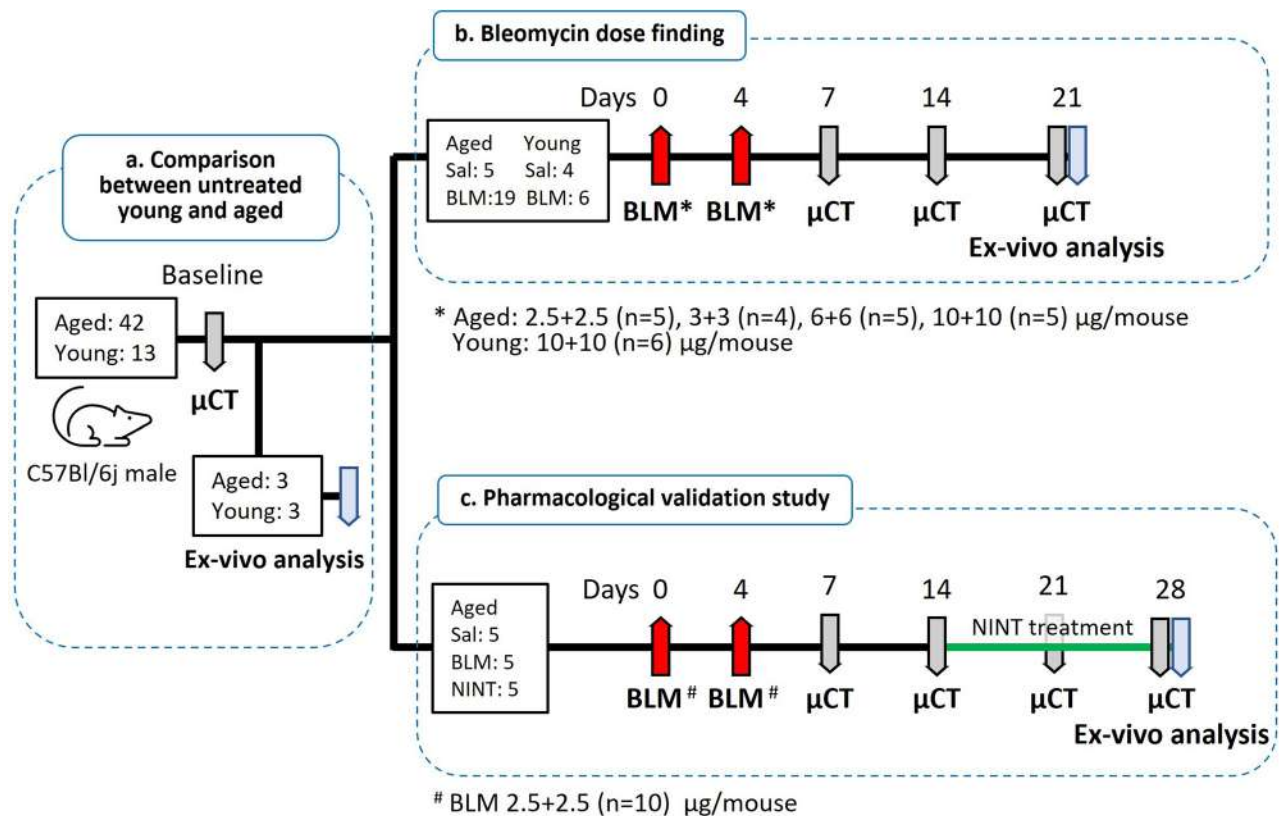 a. Comparison
between untreated
young and aged
Baseline
Aged: 42
Young: 13
µCT
C57Bl/6j male
Aged: 3
Young: 3
Ex-vivo analysis
b. Bleomycin dose finding
Days 0 4 7 14 21
Aged Young
Sal: 5 Sal: 4
BLM:19 BLM: 6
BLM* BLM* µCT µCT µCT
Ex-vivo analysis
* Aged: 2.5+2.5 (n=5), 3+3 (n=4), 6+6 (n=5), 10+10 (n=5) µg/mouse
Young: 10+10 (n=6) µg/mouse
c. Pharmacological validation study
Days 0 4 7 14 21 28
Aged
Sal: 5
BLM: 5
NINT: 5
NINT treatment
BLM # BLM # µCT µCT µCT µCT
Ex-vivo analysis
# BLM 2.5+2.5 (n=10) µg/mouse